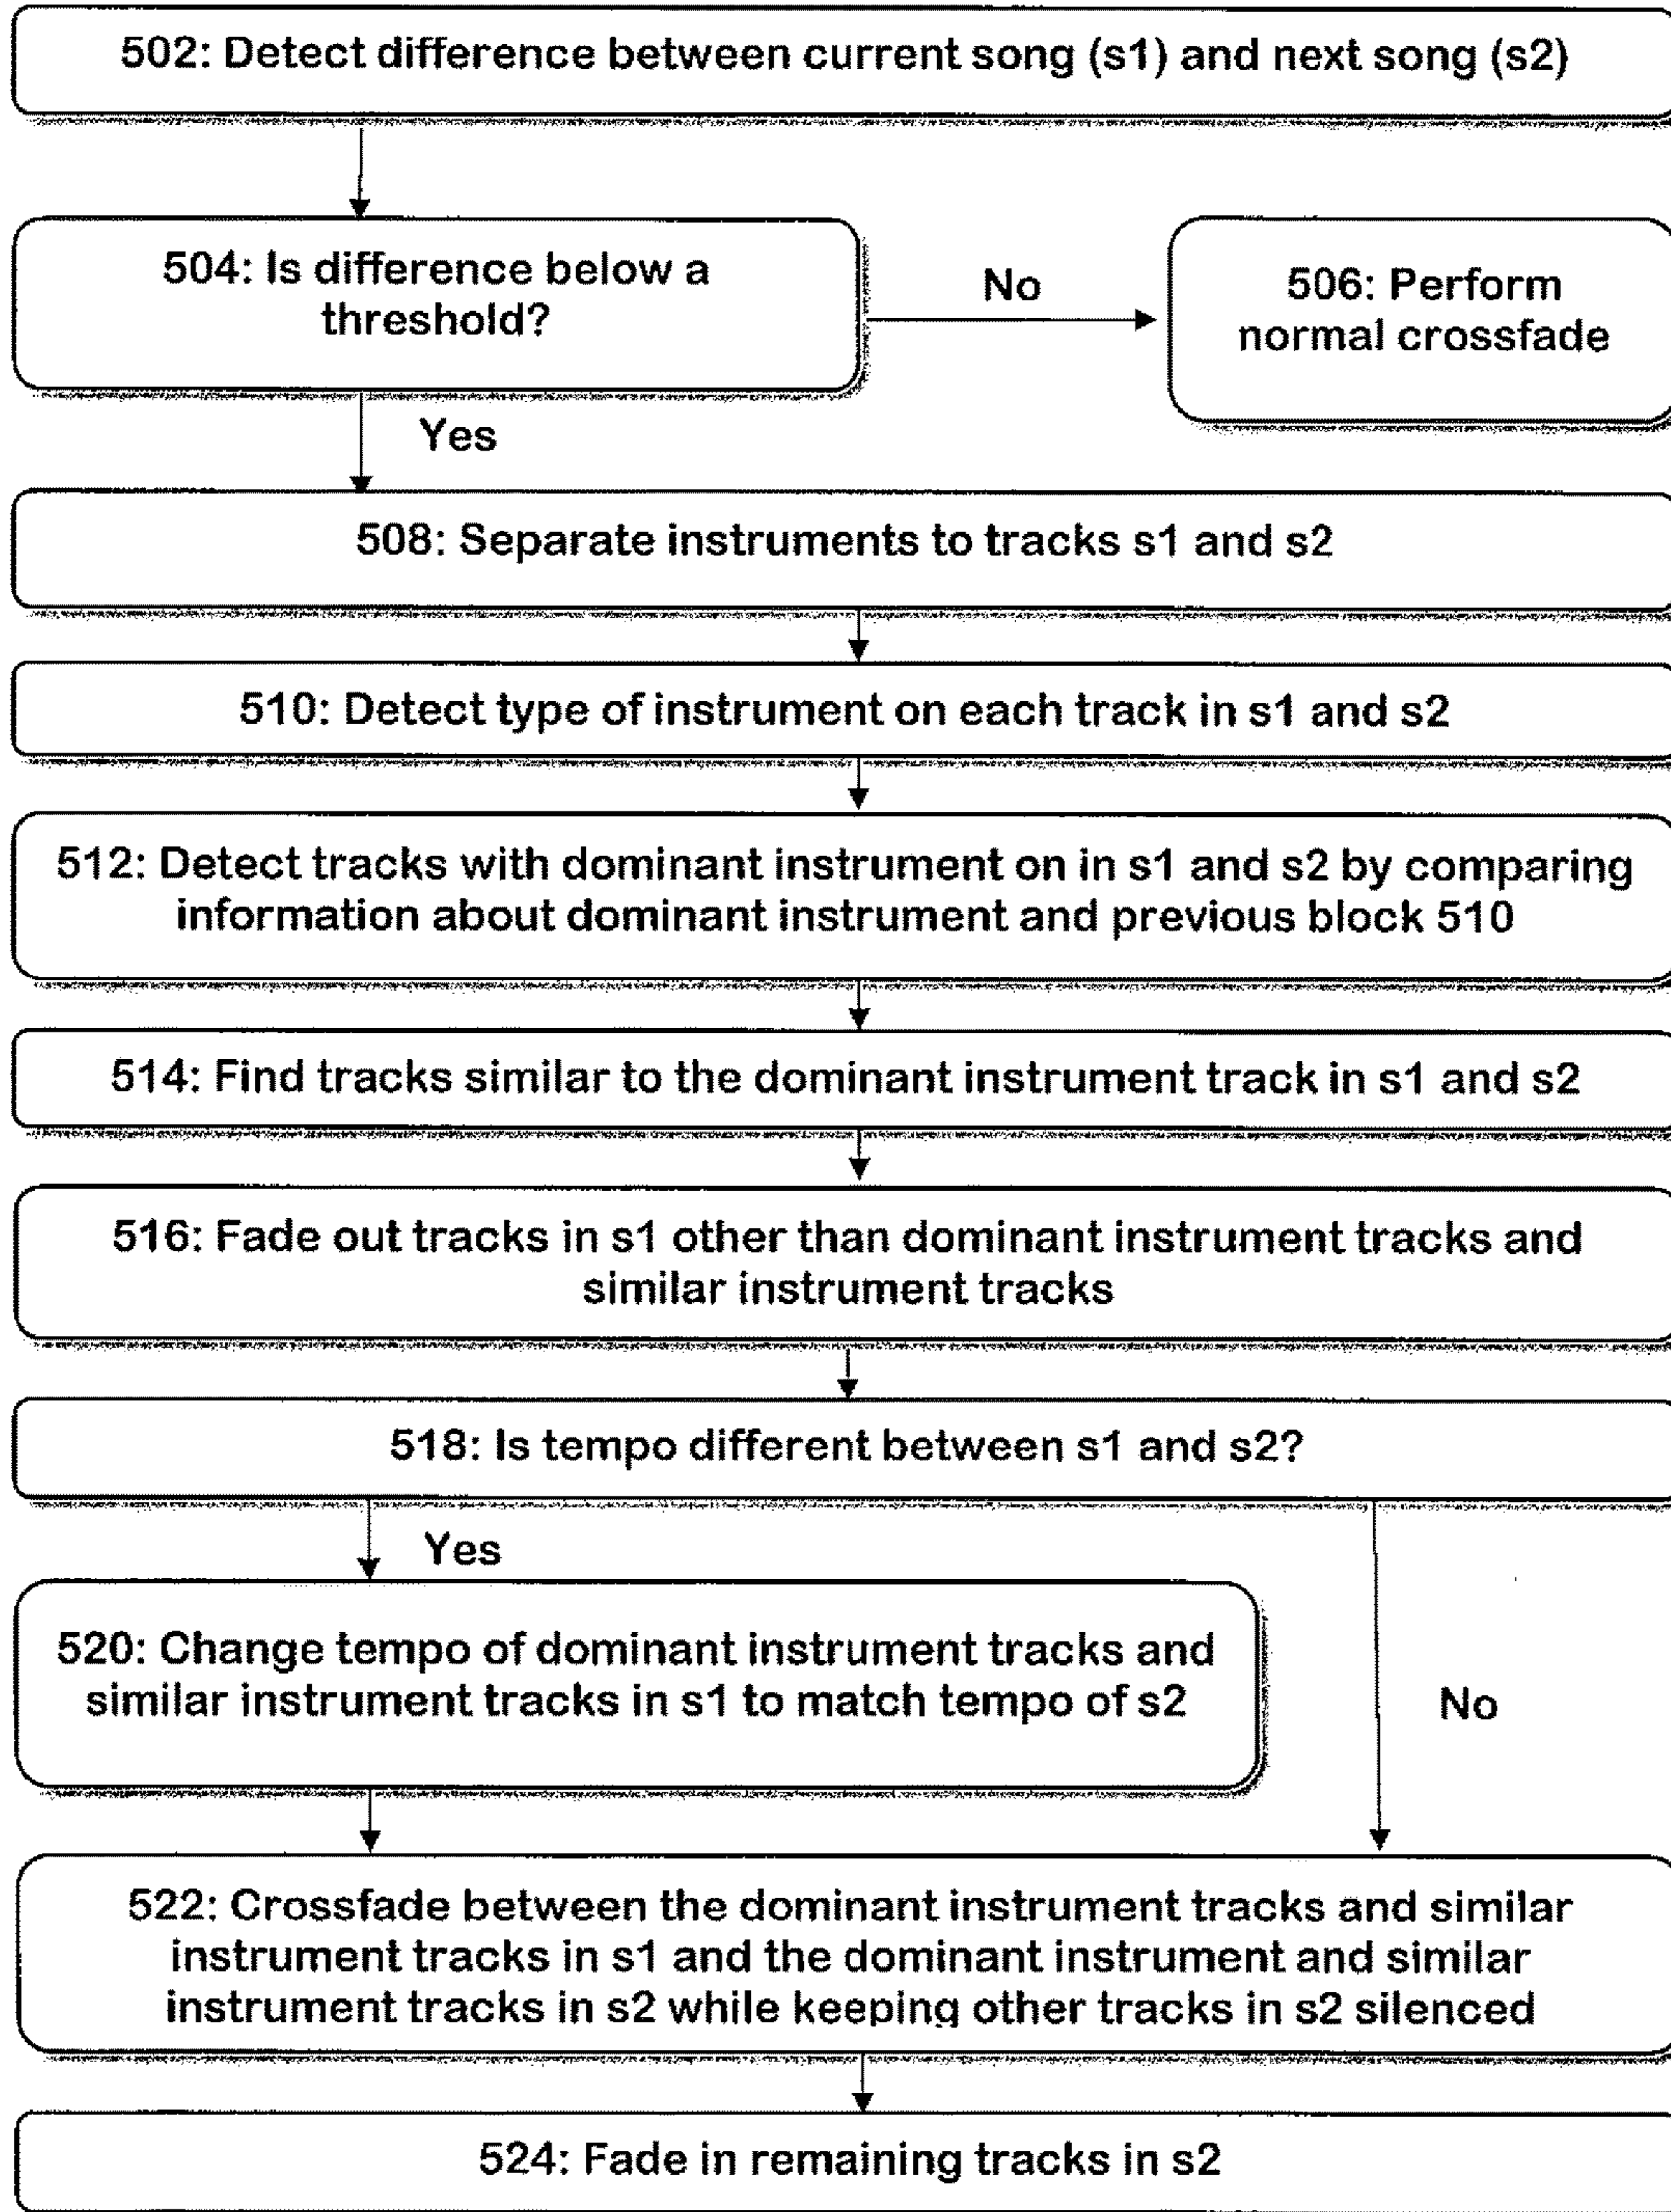 502: Detect difference between current song (s1) and next song (s2)
504: Is difference below a
threshold?
No
506: Perform
normal crossfade
Yes
508: Separate instruments to tracks s1 and s2
510: Detect type of instrument on each track in s1 and s2
512: Detect tracks with dominant instrument on in s1 and s2 by comparing
information about dominant instrument and previous block 510
514: Find tracks similar to the dominant instrument track in s1 and s2
516: Fade out tracks in s1 other than dominant instrument tracks and
similar instrument tracks
518: Is tempo different between s1 and s2?
Yes
520: Change tempo of dominant instrument tracks and
similar instrument tracks in s1 to match tempo of s2
No
522: Crossfade between the dominant instrument tracks and similar
instrument tracks in s1 and the dominant instrument and similar
instrument tracks in s2 while keeping other tracks in s2 silenced
524: Fade in remaining tracks in s2